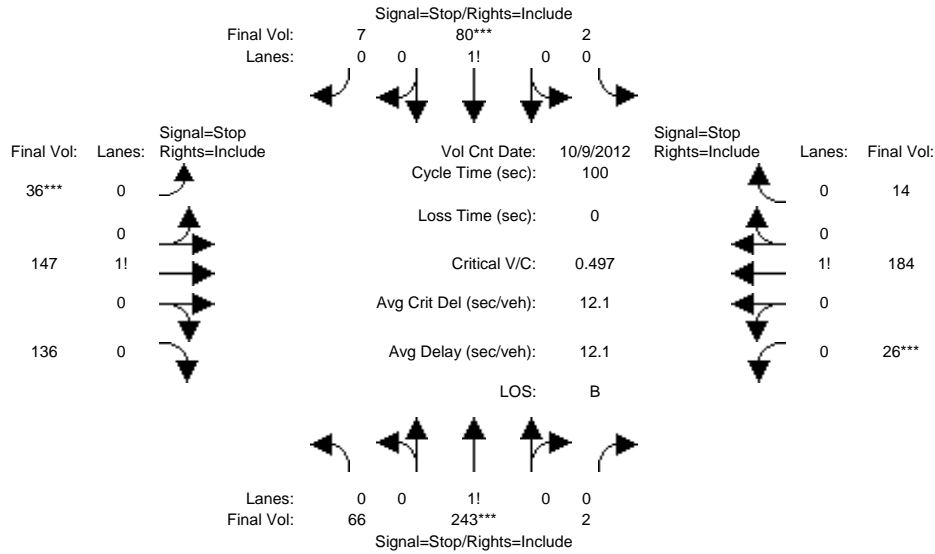 Signal=Stop/Rights=Include
Final Vol: 7 80*** 2
Lanes: 0 0 1! 0 0
Signal=Stop
Final Vol: Lanes: Rights=Include
Vol Cnt Date: 10/9/2012
Signal=Stop
Rights=Include Lanes: Final Vol:
Cycle Time (sec): 100
36*** 0
0 14
Loss Time (sec): 0
0
0
147 1!
Critical V/C: 0.497
1! 184
0
Avg Crit Del (sec/veh): 12.1
0
136 0
Avg Delay (sec/veh): 12.1
0 26***
LOS: B
Lanes: 0 0 1! 0 0
Final Vol: 66 243*** 2
Signal=Stop/Rights=Include